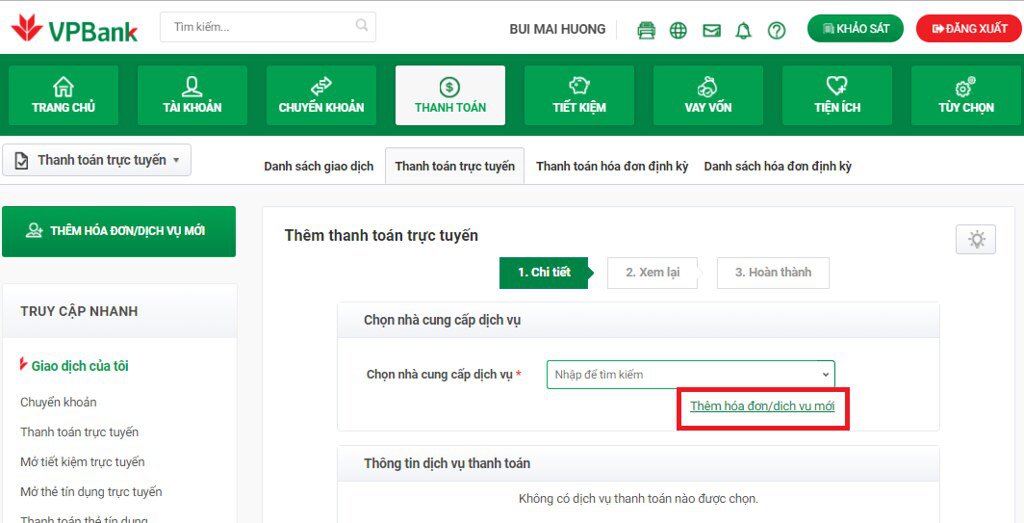 VPBank
Tìm kiếm...
BUI MAI HUONG
KHẢO SÁT
ĐĂNG XUẤT
TRANG CHỦ
TÀI KHOẢN
CHUYỂN KHOẢN
THANH TOÁN
TIẾT KIỆM
VAY VỐN
TIỆN ÍCH
TÙY CHỌN
Thanh toán trực tuyến
Danh sách giao dịch
Thanh toán trực tuyến
Thanh toán hóa đơn định kỳ
Danh sách hóa đơn định kỳ
THÊM HÓA ĐƠN/DỊCH VỤ MỚI
TRUY CẬP NHANH
Giao dịch của tôi
Chuyển khoản
Thanh toán trực tuyến
Mở tiết kiệm trực tuyến
Mở thẻ tín dụng trực tuyến
Thanh toán thẻ tín dụng
Thêm thanh toán trực tuyến
1. Chi tiết
2. Xem lại
3. Hoàn thành
Chọn nhà cung cấp dịch vụ
Chọn nhà cung cấp dịch vụ *
Nhập để tìm kiếm
Thêm hóa đơn/dịch vụ mới
Thông tin dịch vụ thanh toán
Không có dịch vụ thanh toán nào được chọn.